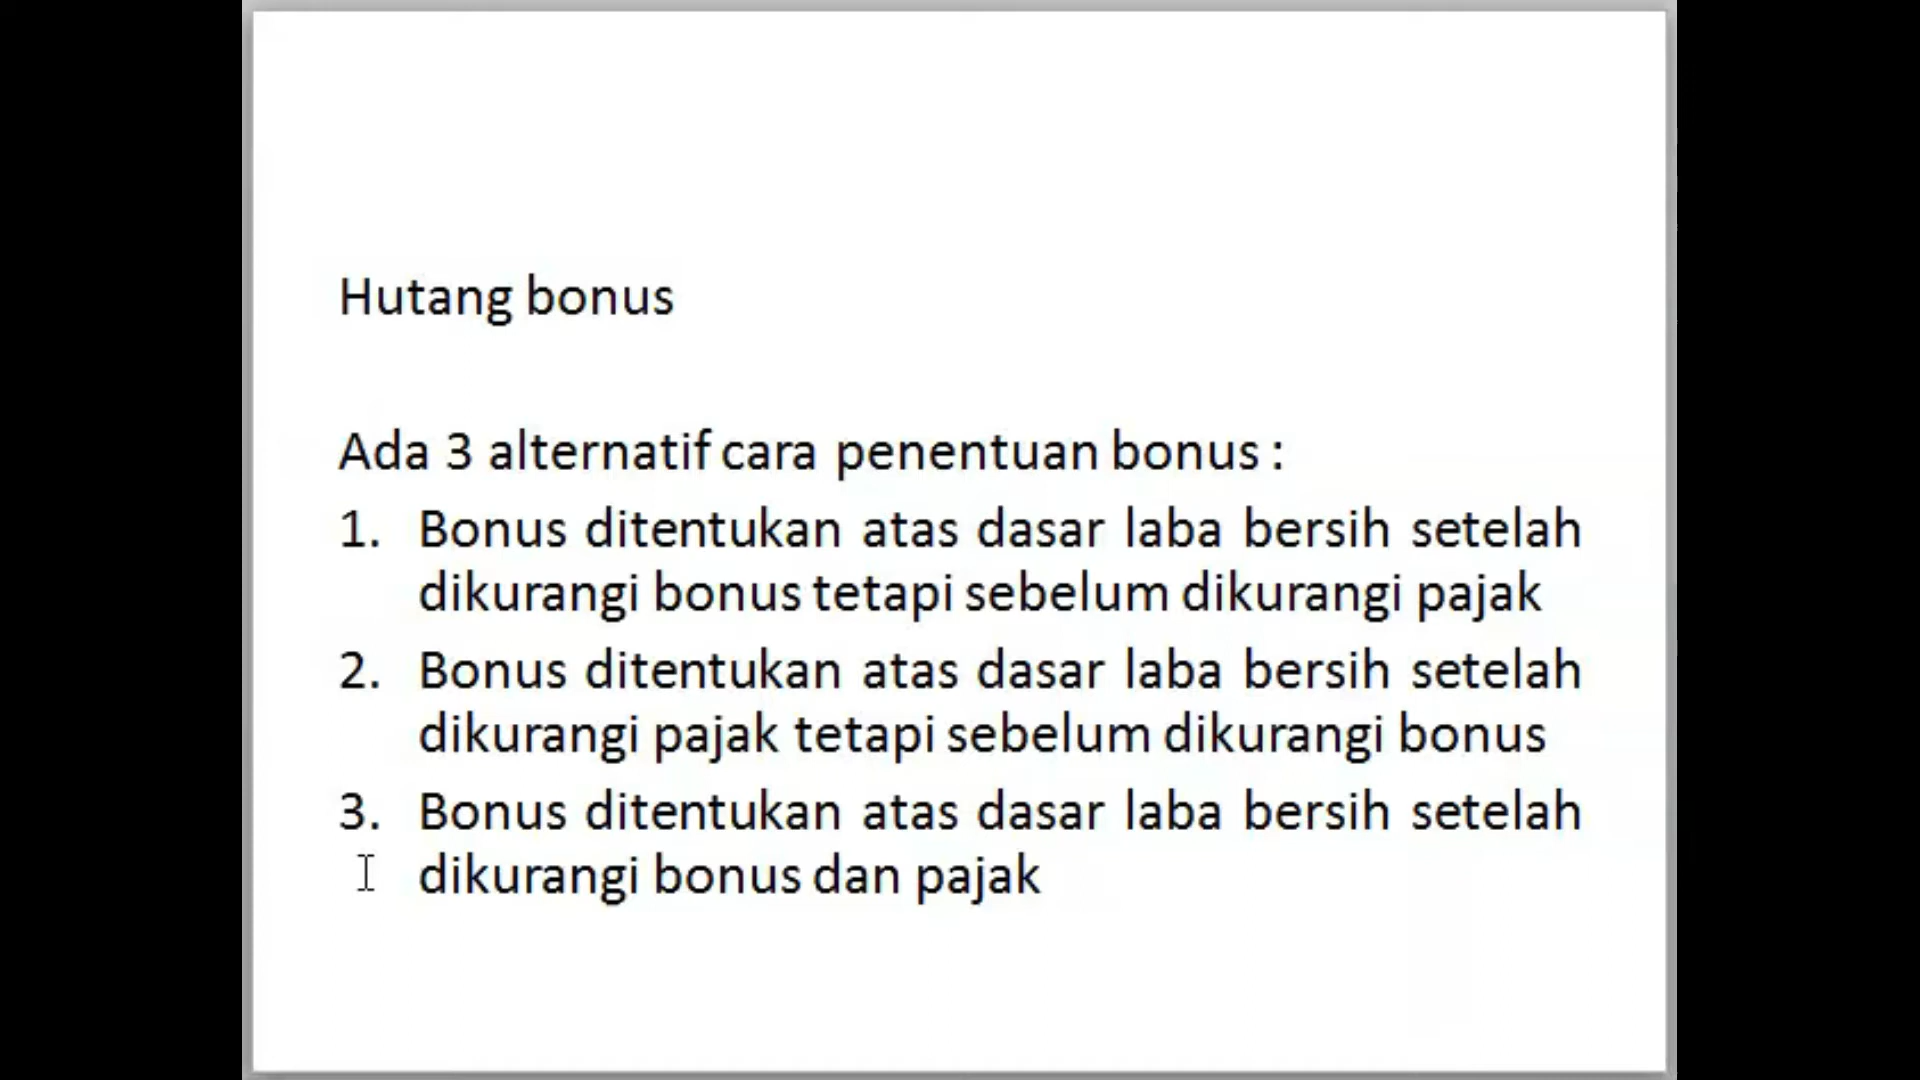 Hutang bonus
Ada 3 alternatif cara penentuan bonus :
1. Bonus ditentukan atas dasar laba bersih setelah
dikurangi bonus tetapi sebelum dikurangi pajak
2. Bonus ditentukan atas dasar laba bersih setelah
dikurangi pajak tetapi sebelum dikurangi bonus
3. Bonus ditentukan atas dasar laba bersih setelah
dikurangi bonus dan pajak